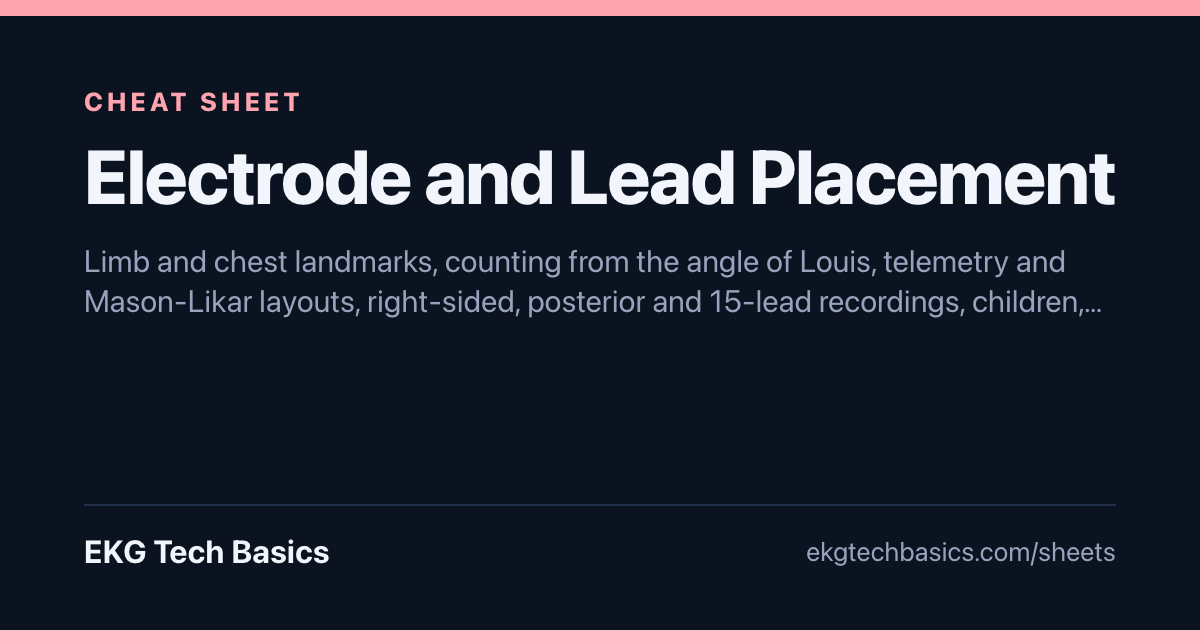 CHEAT SHEET
Electrode and Lead Placement
Limb and chest landmarks, counting from the angle of Louis, telemetry and
Mason-Likar layouts, right-sided, posterior and 15-lead recordings, children,...
EKG Tech Basics
ekgtechbasics.com/sheets